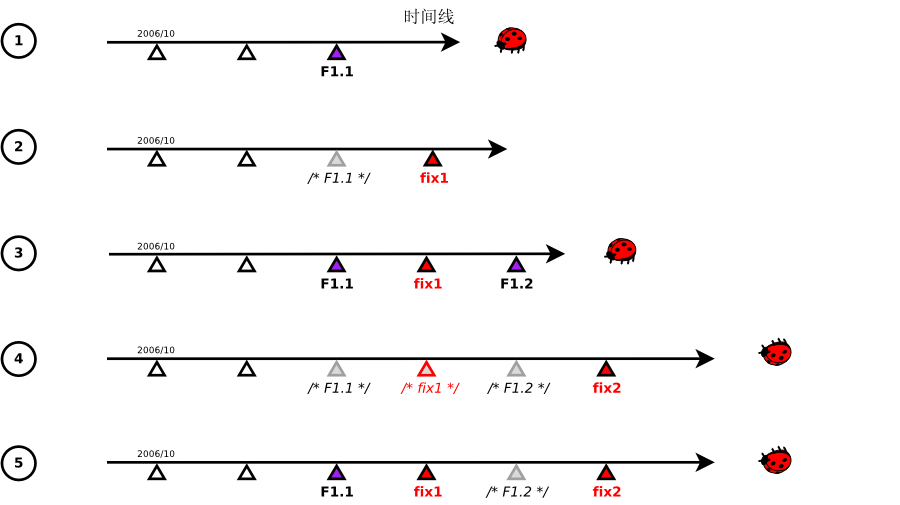 时间线
1
2006/10
F1.1
2
2006/10
/* F1.1 */ fix1
3
2006/10
F1.1 fix1 F1.2
4
2006/10
/* F1.1 */ /* fix1 */ /* F1.2 */ fix2
5
2006/10
F1.1 fix1 /* F1.2 */ fix2